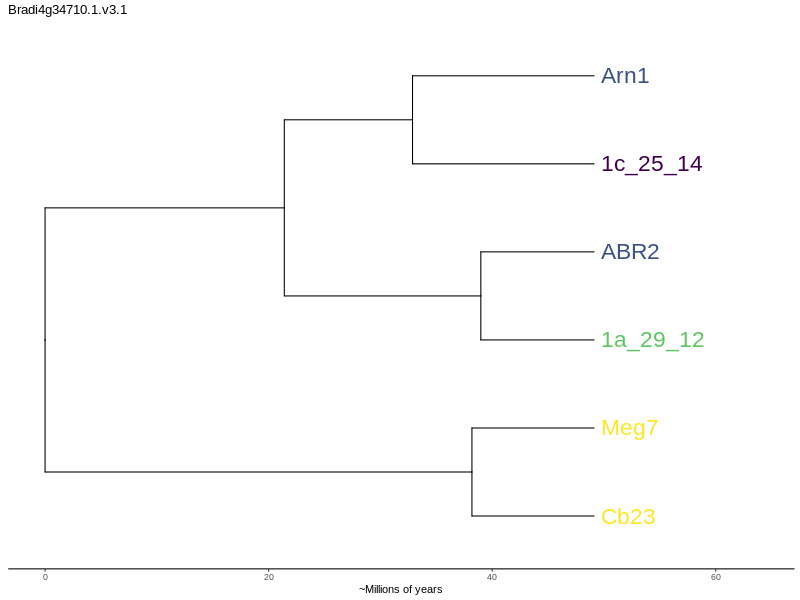 Bradi4g34710.1.v3.1
Arn1
1c_25_14
ABR2
1a_29_12
Meg7
Cb23
0 20 40 60
~Millions of years